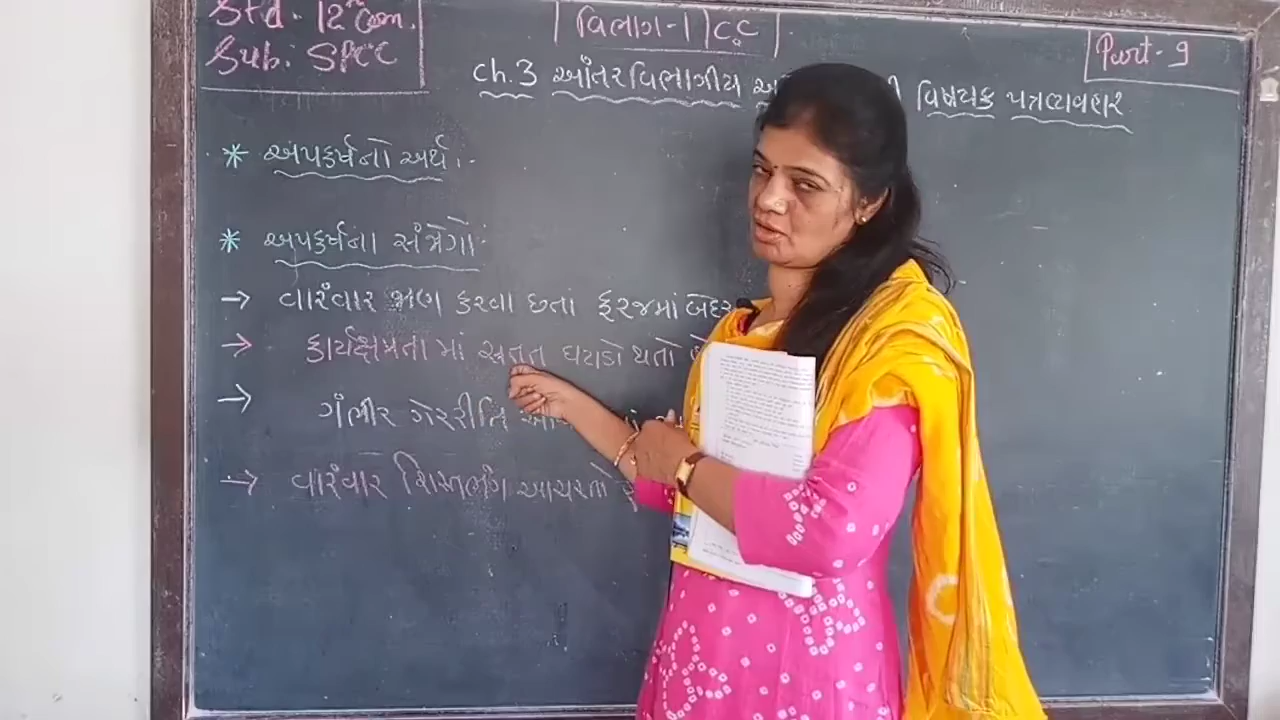 Std. 12th Com.
Sub: SPCC
વિભાગ-1 CC
Part-9
Ch.3 આંતરવિભાગીય વિષયક પત્રવ્યવહાર
* અપકર્ષનો અર્થ:-
* અપકર્ષના સંજોગો:
→ વારંવાર જાણ કરવા છતાં ફરજમાં
→ કાર્યક્ષમતા માં સતત ઘટાડો થતો
→ ગંભીર ગેરરીતિ
→ વારંવાર શિસ્તભંગ આચરતો